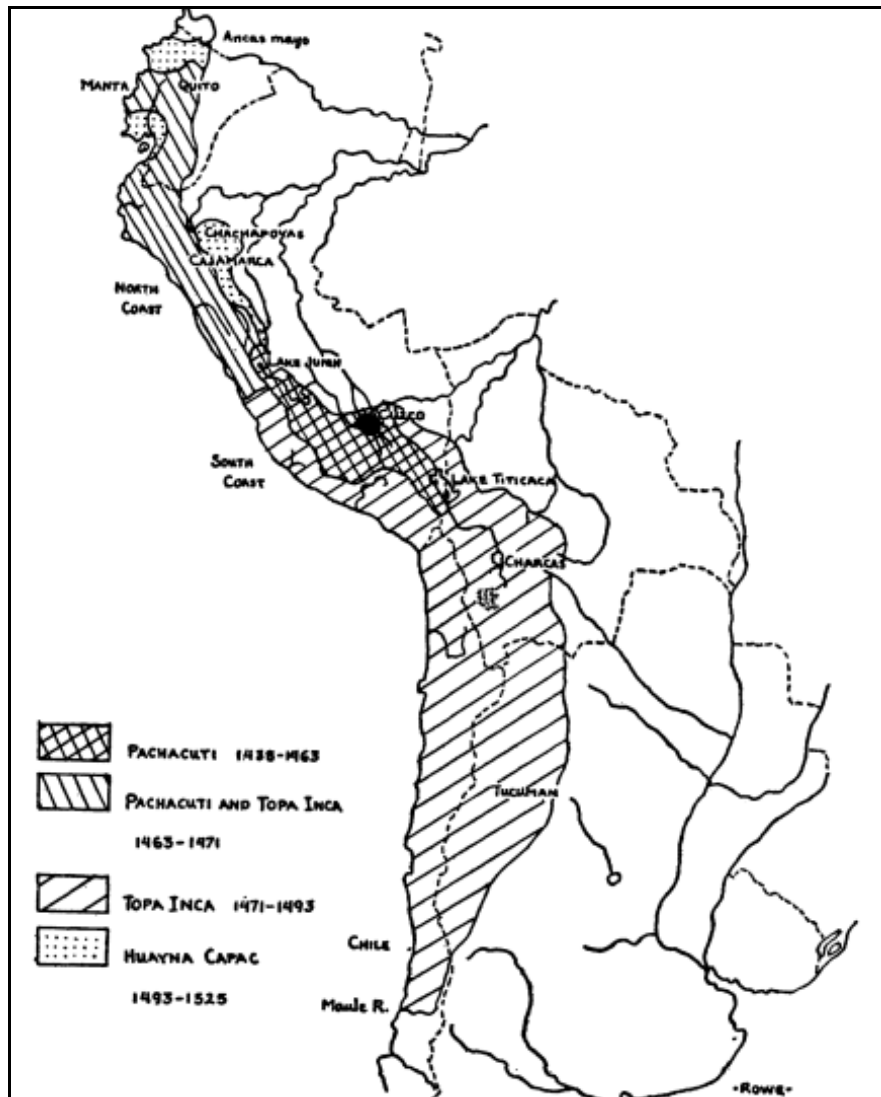 Ancas mayo
MANTA QUITO
CHACHAPOYAS
CAJAMARCA
NORTH
COAST
LAKE JUNIN
CUZCO
SOUTH
COAST
LAKE TITICACA
CHARCAS
PACHACUTI 1438-1463
PACHACUTI AND TOPA INCA
1463-1471
TUCUMAN
TOPA INCA 1471-1493
CHILE
HUAYNA CAPAC
1493-1525
Maule R.
-ROWE-